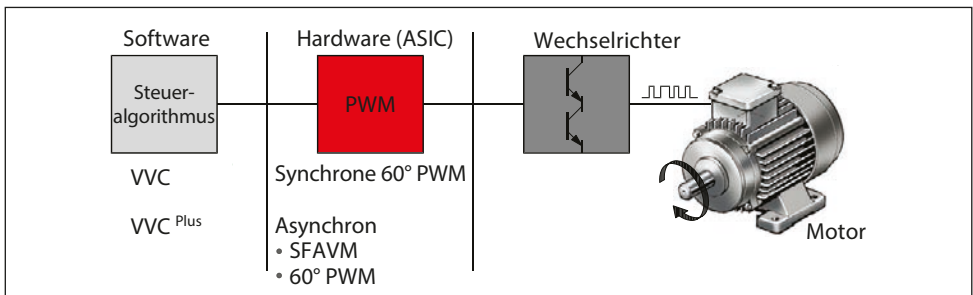 Software
Hardware (ASIC)
Wechselrichter
Steuer-
algorithmus
PWM
VVC
Synchrone 60° PWM
VVC Plus
Asynchron
• SFAVM
• 60° PWM
Motor